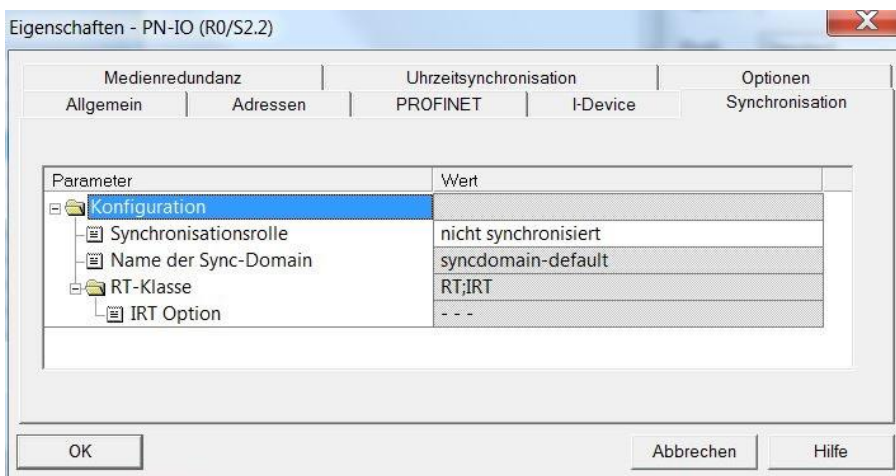 Eigenschaften - PN-IO (R0/S2.2)
Medienredundanz Uhrzeitsynchronisation Optionen
Allgemein Adressen PROFINET I-Device Synchronisation
Parameter Wert
Konfiguration
Synchronisationsrolle nicht synchronisiert
Name der Sync-Domain syncdomain-default
RT-Klasse RT;IRT
IRT Option - - -
OK Abbrechen Hilfe